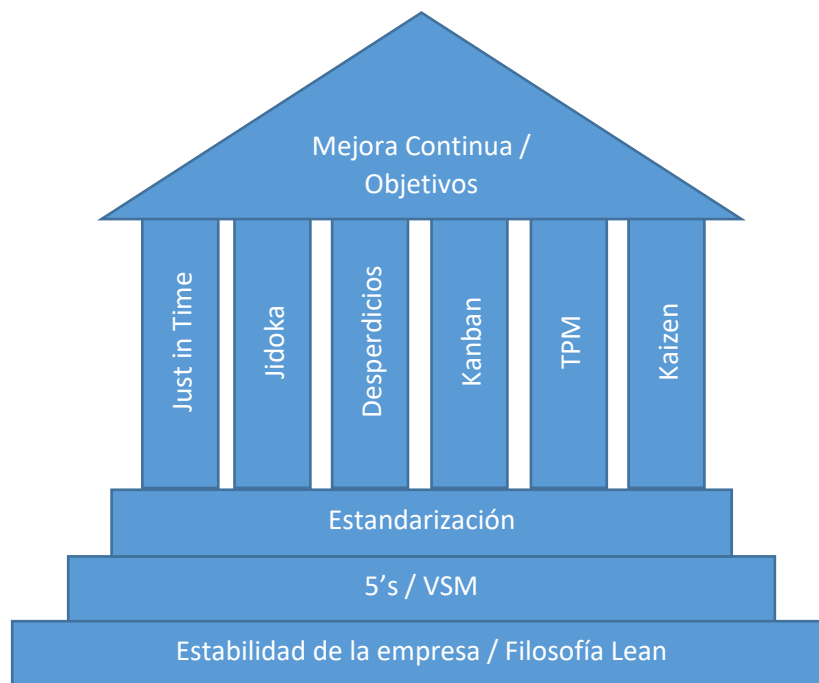 Mejora Continua /
Objetivos
Just in Time
Jidoka
Desperdicios
Kanban
TPM
Kaizen
Estandarización
5’s / VSM
Estabilidad de la empresa / Filosofía Lean